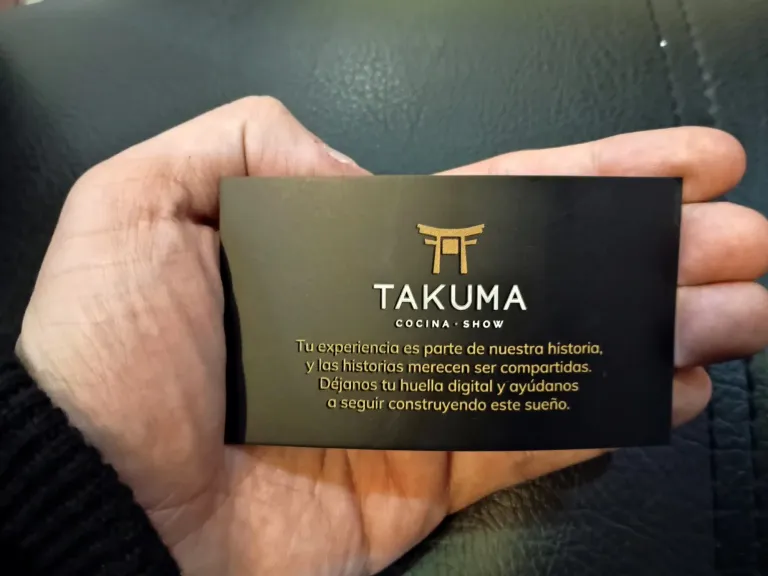 TAKUMA
COCINA · SHOW
Tu experiencia es parte de nuestra historia,
y las historias merecen ser compartidas.
Déjanos tu huella digital y ayúdanos
a seguir construyendo este sueño.